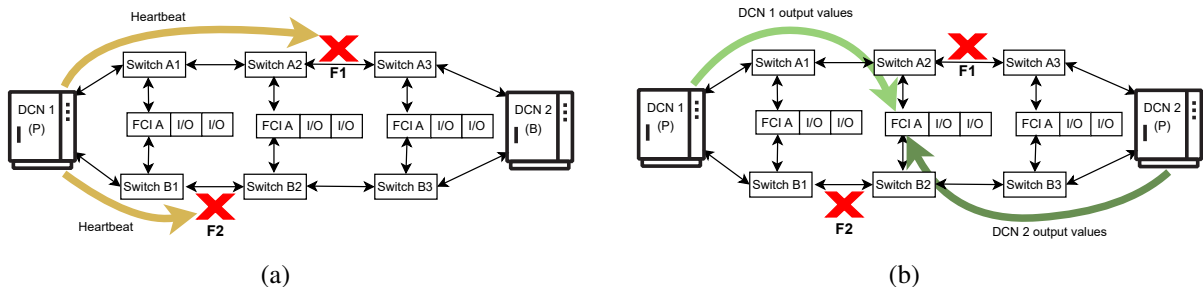 Heartbeat
F1
Switch A1
Switch A2
Switch A3
DCN 1
(P)
FCI A I/O I/O
FCI A I/O I/O
FCI A I/O I/O
DCN 2
(B)
Switch B1
Switch B2
Switch B3
Heartbeat
F2
(a)
DCN 1 output values
F1
Switch A1
Switch A2
Switch A3
DCN 1
(P)
FCI A I/O I/O
FCI A I/O I/O
FCI A I/O I/O
DCN 2
(P)
Switch B1
Switch B2
Switch B3
F2
DCN 2 output values
(b)